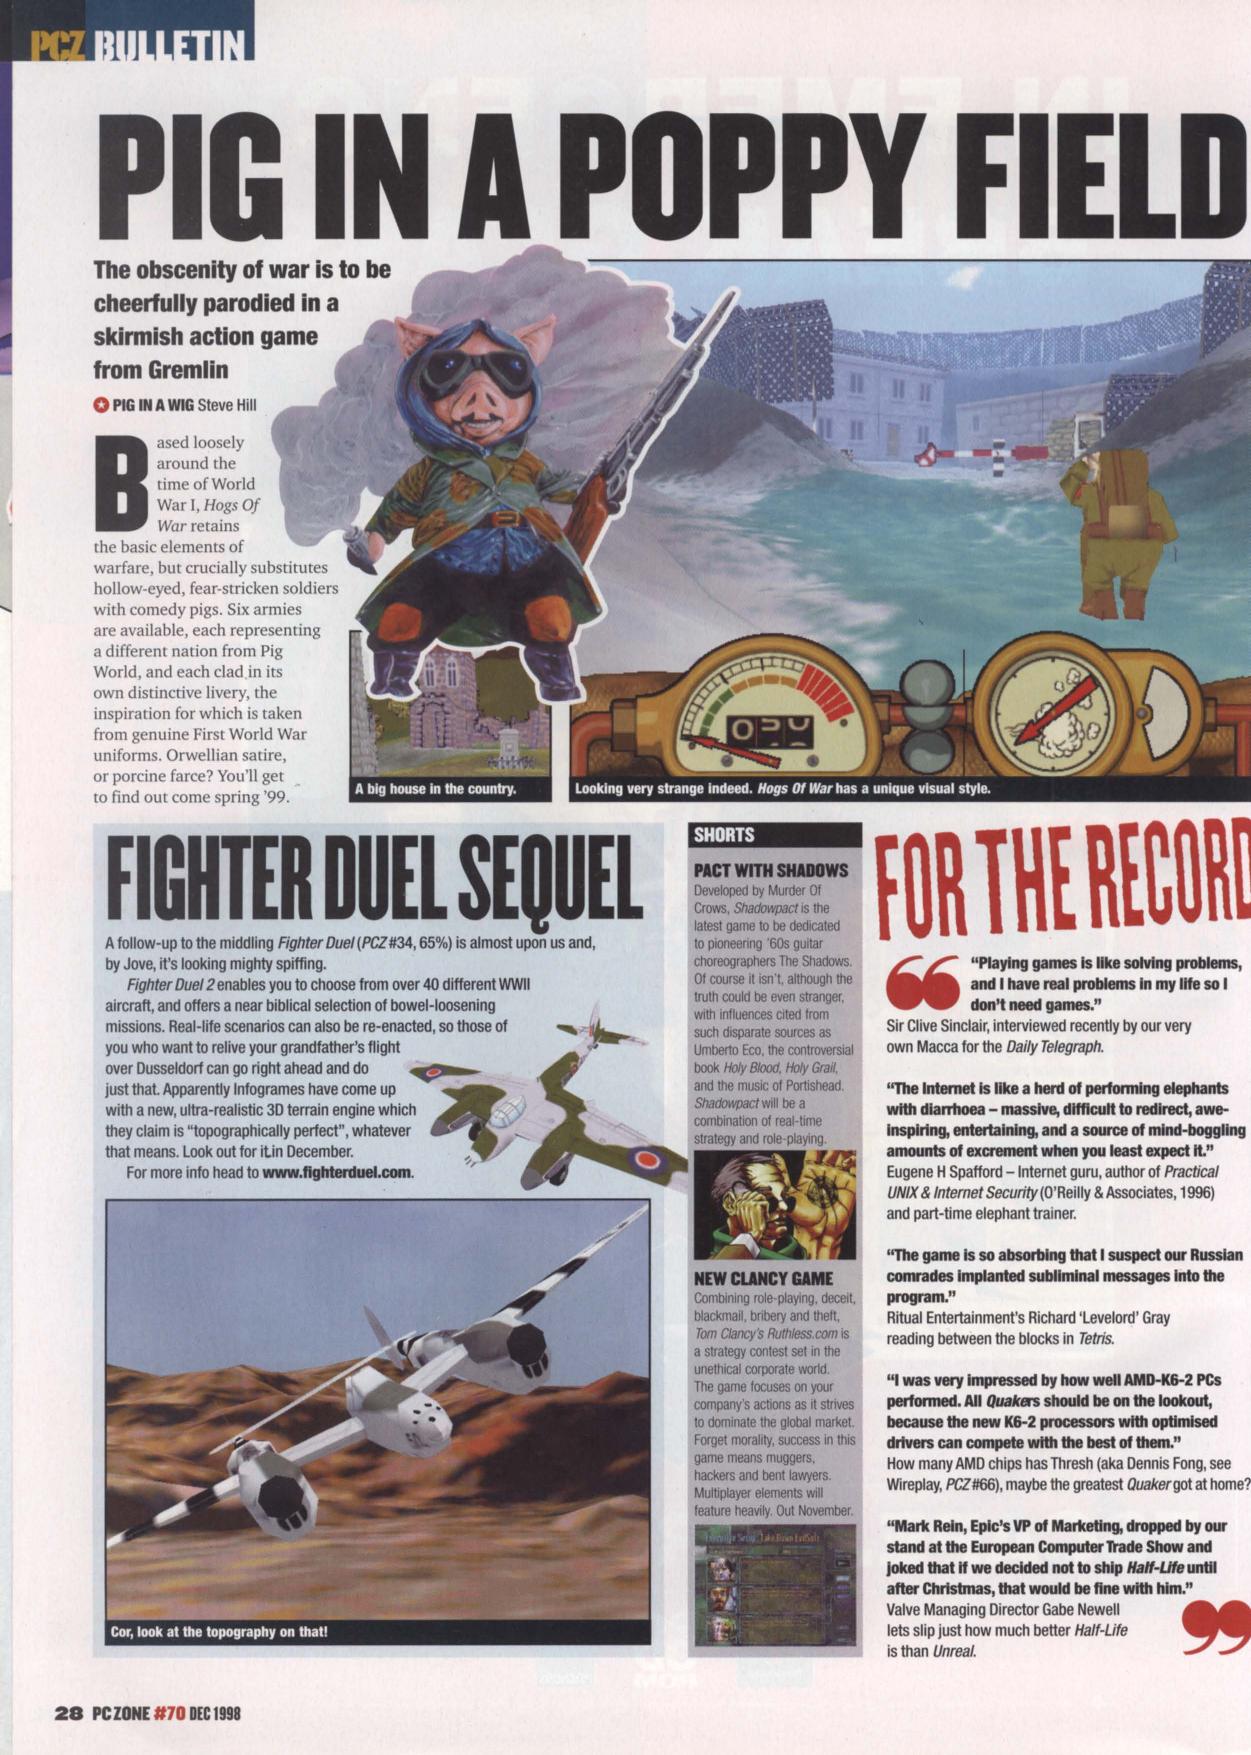 PCZ BULLETIN
PIG IN A POPPY FIELD
The obscenity of war is to be
cheerfully parodied in a
skirmish action game
from Gremlin
PIG IN A WIG Steve Hill
Based loosely
around the
time of World
War I, Hogs Of
War retains
the basic elements of
warfare, but crucially substitutes
hollow-eyed, fear-stricken soldiers
with comedy pigs. Six armies
are available, each representing
a different nation from Pig
World, and each clad in its
own distinctive livery, the
inspiration for which is taken
from genuine First World War
uniforms. Orwellian satire,
or porcine farce? You'll get
to find out come spring '99.
A big house in the country.
Looking very strange indeed. Hogs Of War has a unique visual style.
FIGHTER DUEL SEQUEL
A follow-up to the middling Fighter Duel (PCZ #34, 65%) is almost upon us and,
by Jove, it's looking mighty spiffing.
Fighter Duel 2 enables you to choose from over 40 different WWII
aircraft, and offers a near biblical selection of bowel-loosening
missions. Real-life scenarios can also be re-enacted, so those of
you who want to relive your grandfather's flight
over Dusseldorf can go right ahead and do
just that. Apparently Infogrames have come up
with a new, ultra-realistic 3D terrain engine which
they claim is "topographically perfect", whatever
that means. Look out for it in December.
For more info head to www.fighterduel.com.
Cor, look at the topography on that!
SHORTS
PACT WITH SHADOWS
Developed by Murder Of
Crows, Shadowpact is the
latest game to be dedicated
to pioneering '60s guitar
choreographers The Shadows.
Of course it isn't, although the
truth could be even stranger,
with influences cited from
such disparate sources as
Umberto Eco, the controversial
book Holy Blood, Holy Grail,
and the music of Portishead.
Shadowpact will be a
combination of real-time
strategy and role-playing.
NEW CLANCY GAME
Combining role-playing, deceit,
blackmail, bribery and theft,
Tom Clancy's Ruthless.com is
a strategy contest set in the
unethical corporate world.
The game focuses on your
company's actions as it strives
to dominate the global market.
Forget morality, success in this
game means muggers,
hackers and bent lawyers.
Multiplayer elements will
feature heavily. Out November.
FOR THE RECORD
"Playing games is like solving problems,
and I have real problems in my life so I
don't need games."
Sir Clive Sinclair, interviewed recently by our very
own Macca for the Daily Telegraph.
"The Internet is like a herd of performing elephants
with diarrhoea – massive, difficult to redirect, awe-
inspiring, entertaining, and a source of mind-boggling
amounts of excrement when you least expect it."
Eugene H Spafford – Internet guru, author of Practical
UNIX & Internet Security (O'Reilly & Associates, 1996)
and part-time elephant trainer.
"The game is so absorbing that I suspect our Russian
comrades implanted subliminal messages into the
program."
Ritual Entertainment's Richard 'Levelord' Gray
reading between the blocks in Tetris.
"I was very impressed by how well AMD-K6-2 PCs
performed. All Quakers should be on the lookout,
because the new K6-2 processors with optimised
drivers can compete with the best of them."
How many AMD chips has Thresh (aka Dennis Fong, see
Wireplay, PCZ #66), maybe the greatest Quaker got at home?
"Mark Rein, Epic's VP of Marketing, dropped by our
stand at the European Computer Trade Show and
joked that if we decided not to ship Half-Life until
after Christmas, that would be fine with him."
Valve Managing Director Gabe Newell
lets slip just how much better Half-Life
is than Unreal.
28 PC ZONE #70 DEC 1998